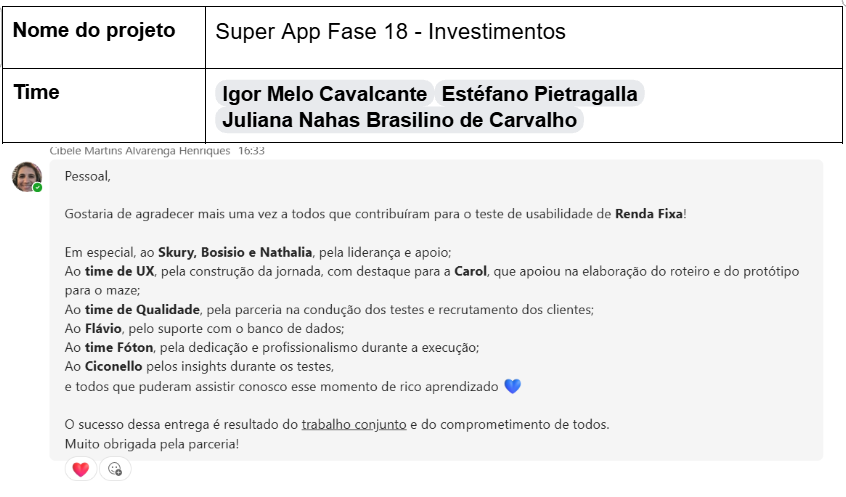 Nome do projeto
Super App Fase 18 - Investimentos
Time
Igor Melo Cavalcante Estéfano Pietragalla
Juliana Nahas Brasilino de Carvalho
Cibele Martins Alvarenga Henriques 16:33
Pessoal,
Gostaria de agradecer mais uma vez a todos que contribuíram para o teste de usabilidade de Renda Fixa!
Em especial, ao Skury, Bosisio e Nathalia, pela liderança e apoio;
Ao time de UX, pela construção da jornada, com destaque para a Carol, que apoiou na elaboração do roteiro e do protótipo
para o maze;
Ao time de Qualidade, pela parceria na condução dos testes e recrutamento dos clientes;
Ao Flávio, pelo suporte com o banco de dados;
Ao time Fóton, pela dedicação e profissionalismo durante a execução;
Ao Ciconello pelos insights durante os testes,
e todos que puderam assistir conosco esse momento de rico aprendizado 💙
O sucesso dessa entrega é resultado do trabalho conjunto e do comprometimento de todos.
Muito obrigada pela parceria!